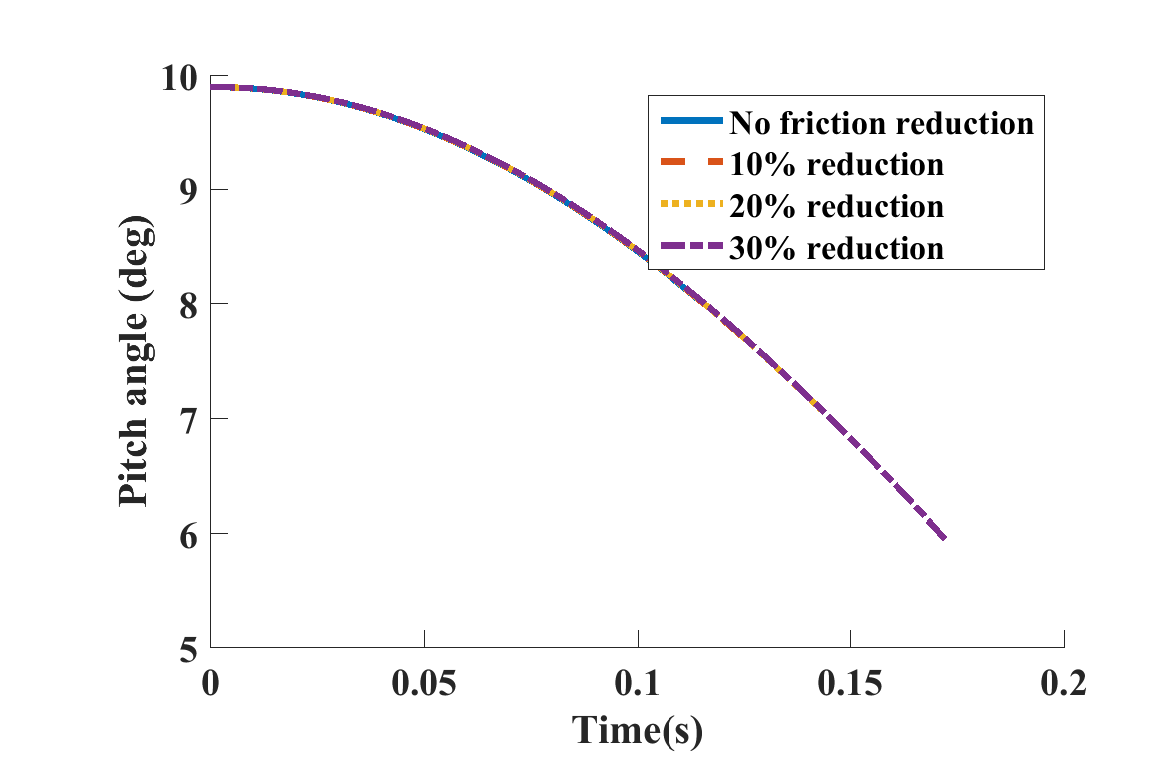 10
9
8
7
6
5
Pitch angle (deg)
No friction reduction
10% reduction
20% reduction
30% reduction
0
0.05
0.1
0.15
0.2
Time(s)